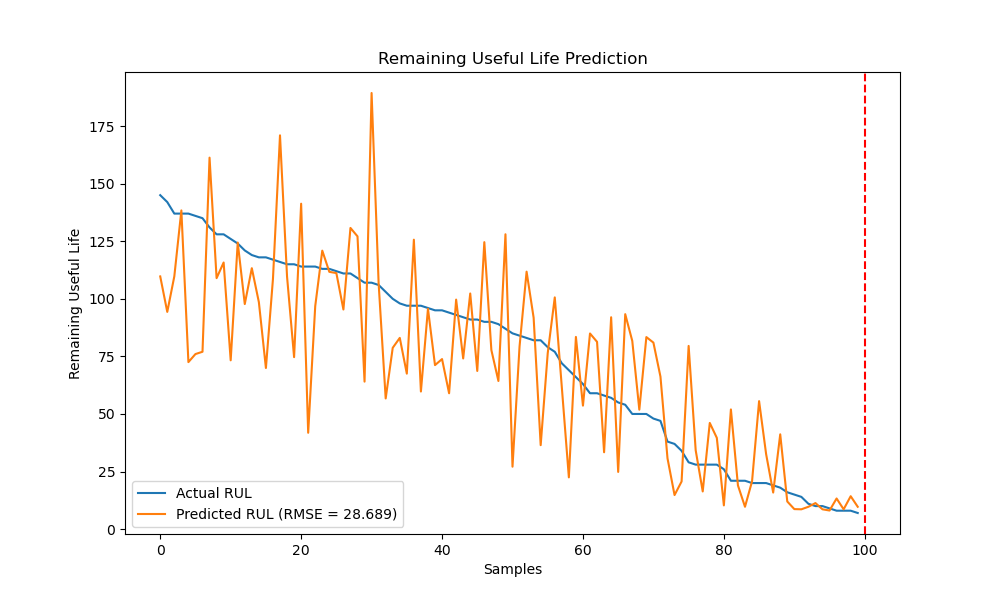 Remaining Useful Life Prediction
Remaining Useful Life
175
150
125
100
75
50
25
0
Actual RUL
Predicted RUL (RMSE = 28.689)
0 20 40 60 80 100
Samples